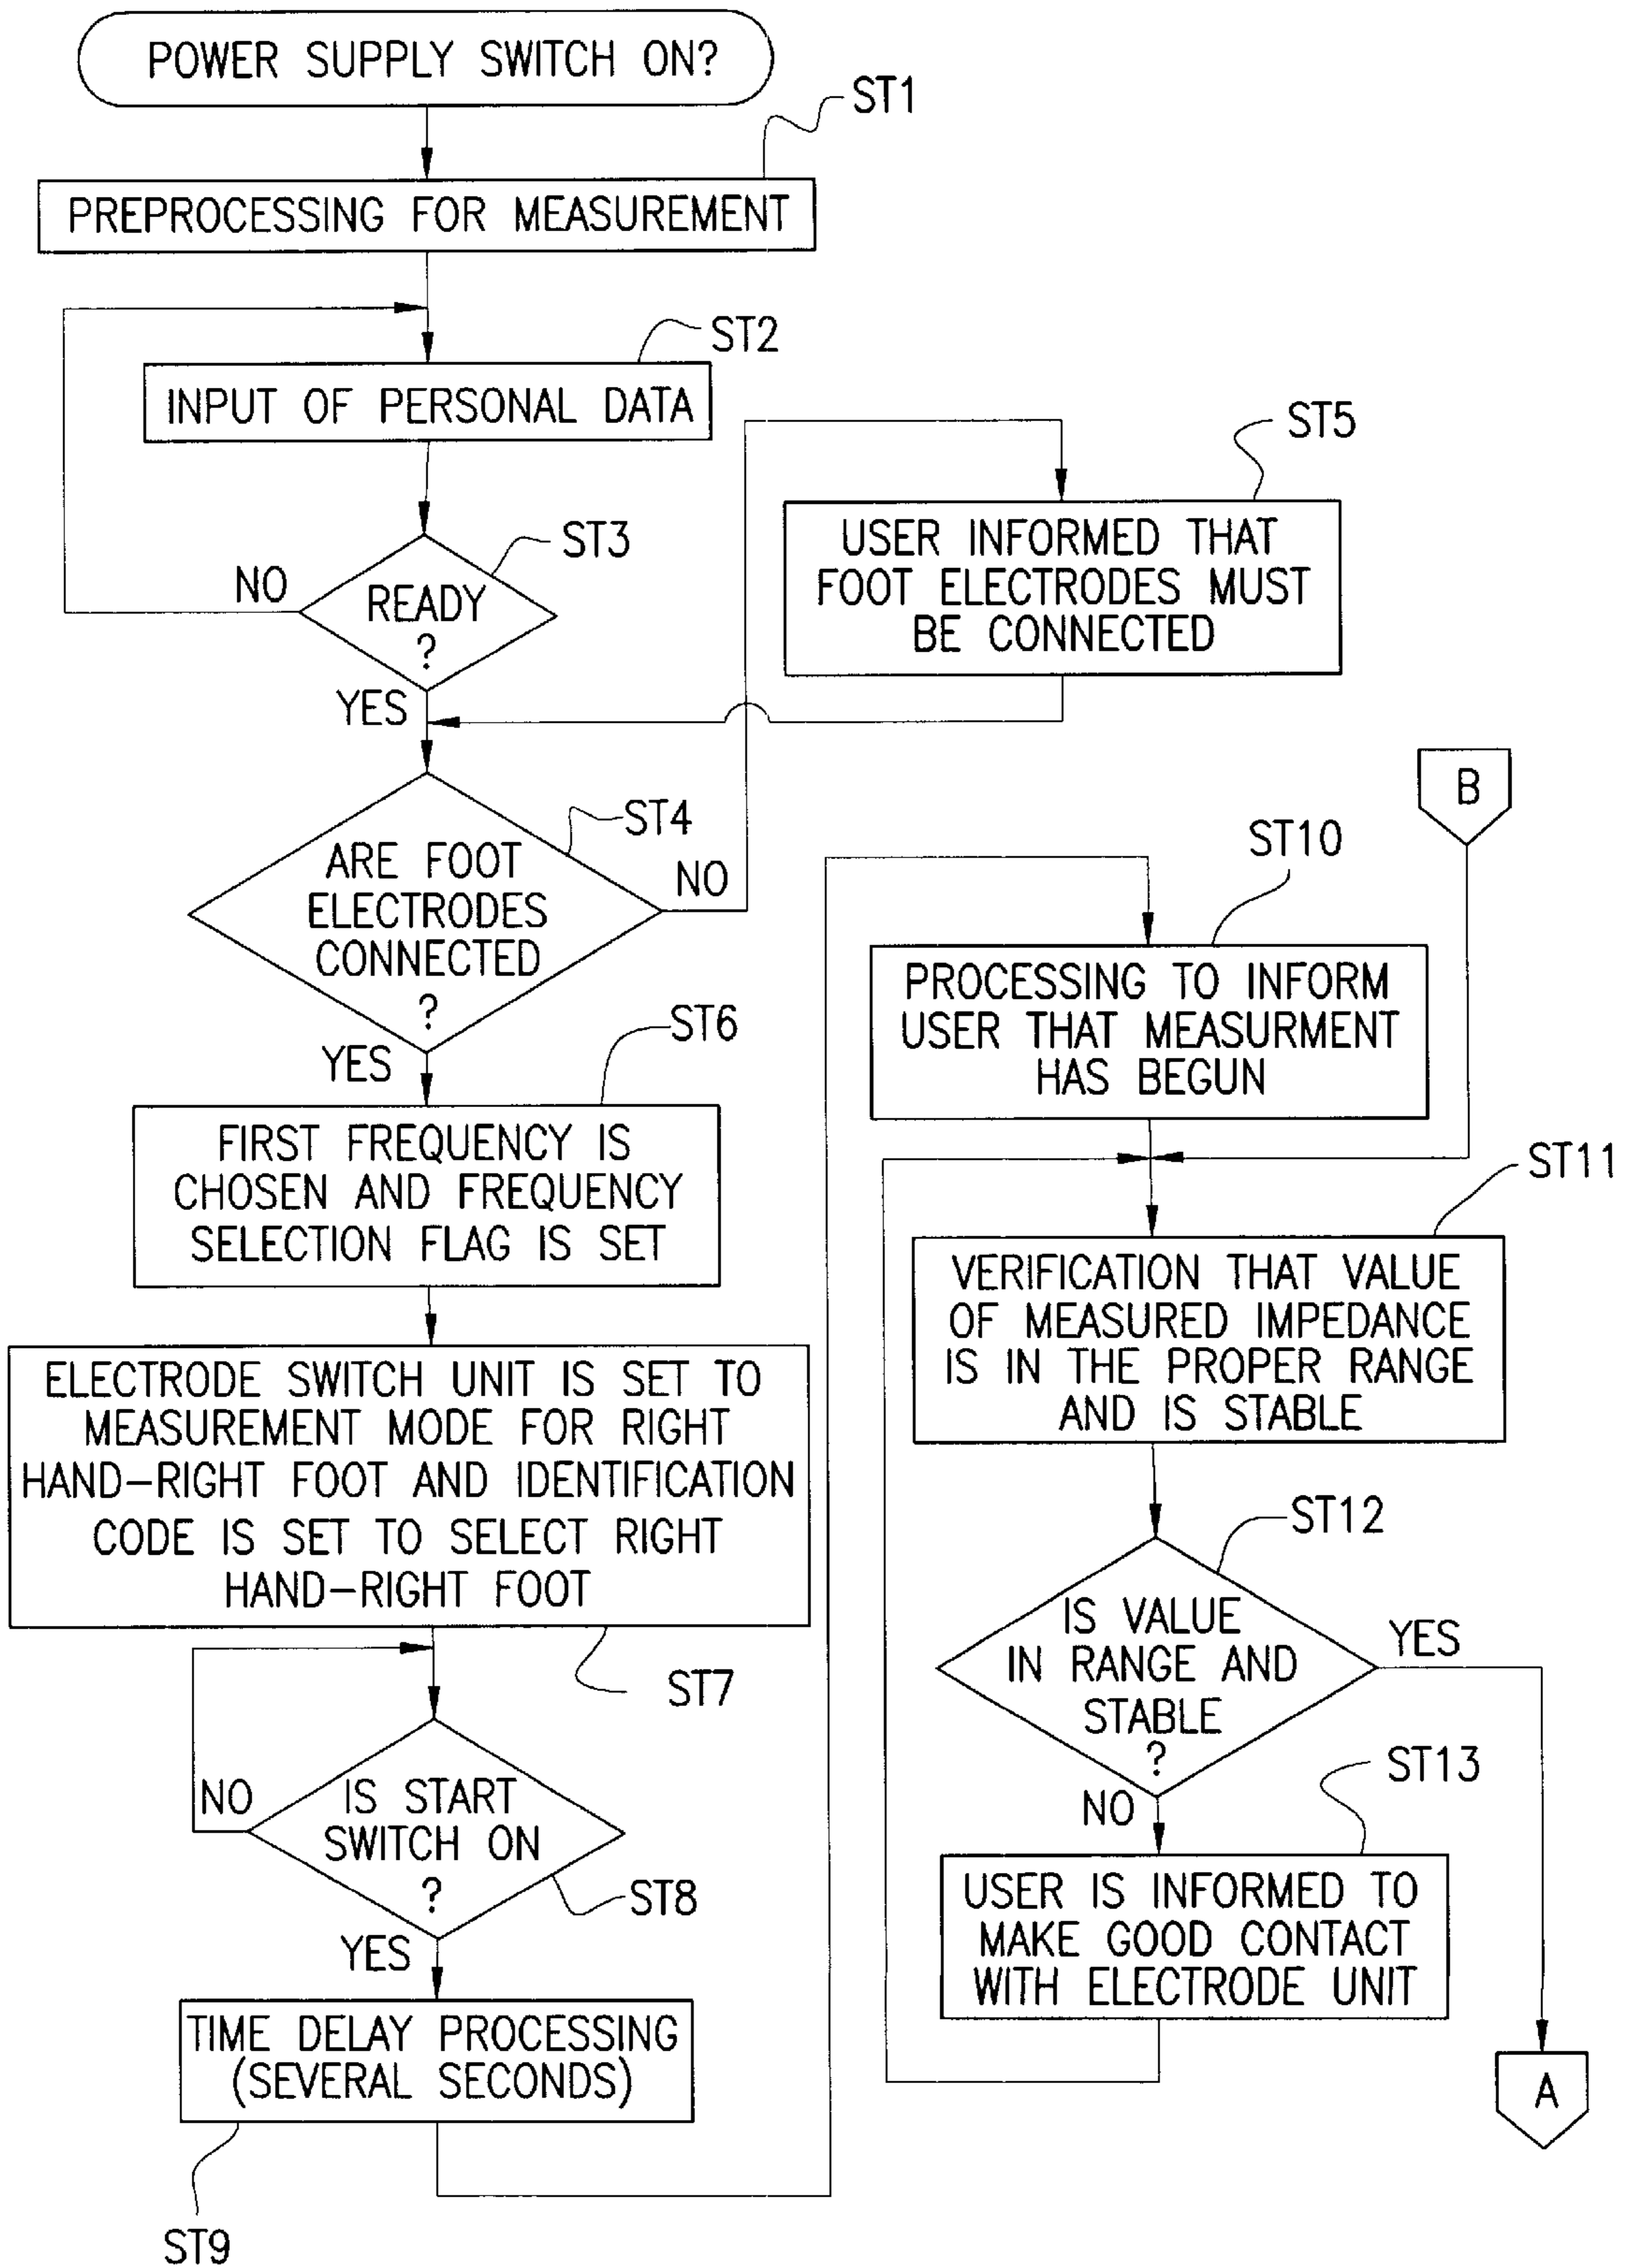 POWER SUPPLY SWITCH ON?
ST1
PREPROCESSING FOR MEASUREMENT
ST2
INPUT OF PERSONAL DATA
ST3
READY
?
NO
YES
ST4
ARE FOOT
ELECTRODES
CONNECTED
?
NO
YES
ST5
USER INFORMED THAT
FOOT ELECTRODES MUST
BE CONNECTED
ST6
FIRST FREQUENCY IS
CHOSEN AND FREQUENCY
SELECTION FLAG IS SET
ELECTRODE SWITCH UNIT IS SET TO
MEASUREMENT MODE FOR RIGHT
HAND-RIGHT FOOT AND IDENTIFICATION
CODE IS SET TO SELECT RIGHT
HAND-RIGHT FOOT
ST7
IS START
SWITCH ON
?
NO
ST8
YES
TIME DELAY PROCESSING
(SEVERAL SECONDS)
ST9
B
ST10
PROCESSING TO INFORM
USER THAT MEASURMENT
HAS BEGUN
ST11
VERIFICATION THAT VALUE
OF MEASURED IMPEDANCE
IS IN THE PROPER RANGE
AND IS STABLE
ST12
IS VALUE
IN RANGE AND
STABLE
?
YES
NO
ST13
USER IS INFORMED TO
MAKE GOOD CONTACT
WITH ELECTRODE UNIT
A